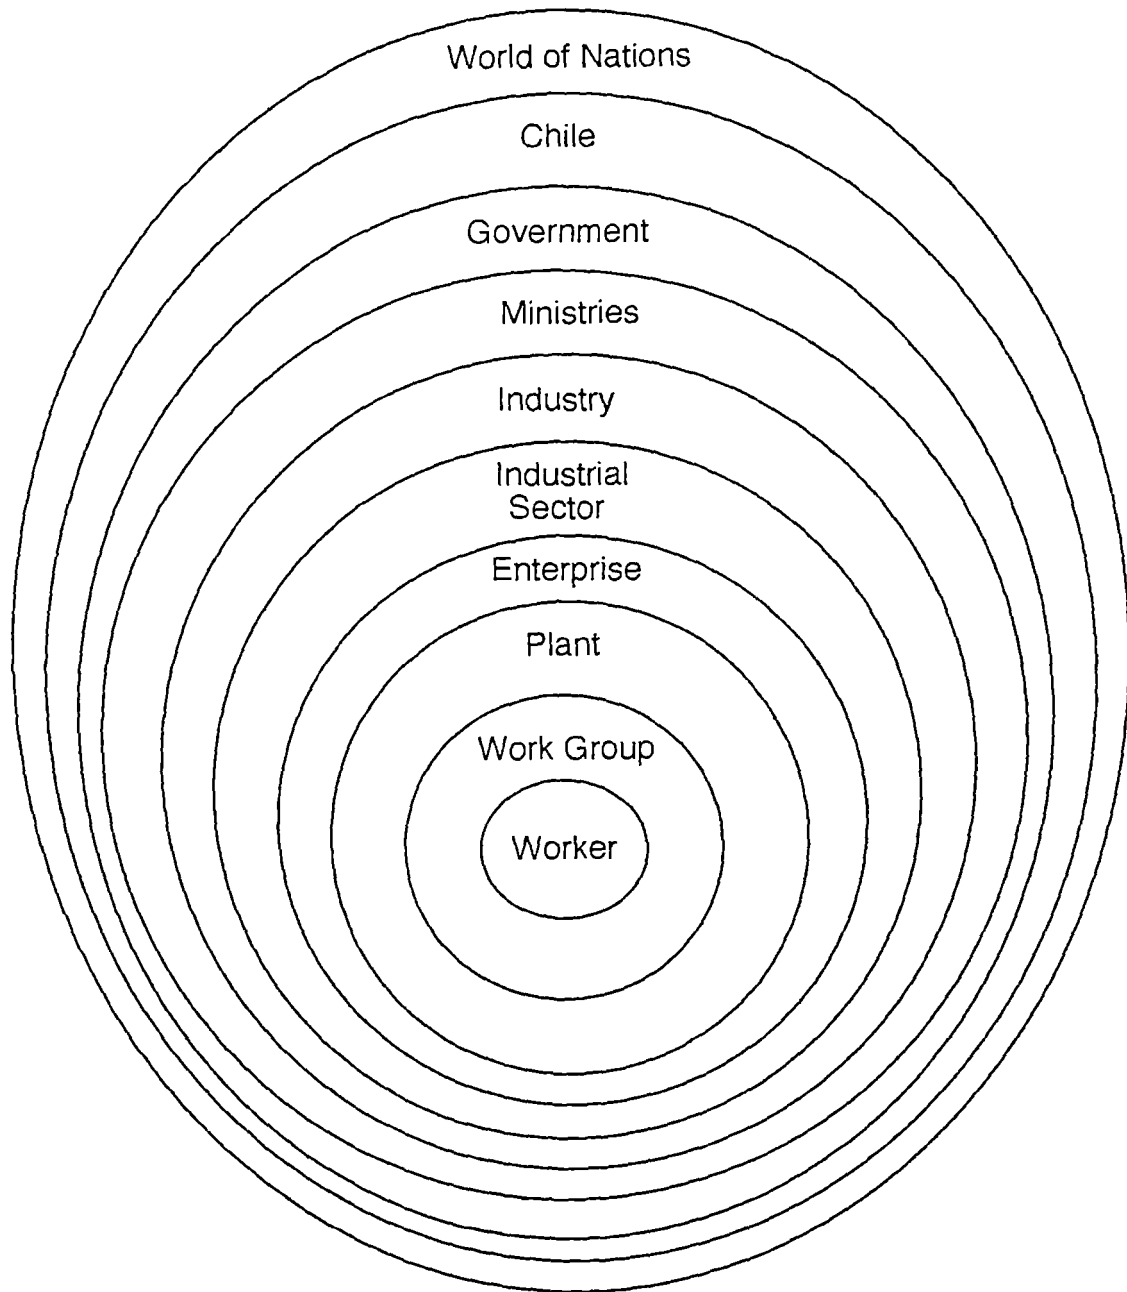 World of Nations
Chile
Government
Ministries
Industry
Industrial
Sector
Enterprise
Plant
Work Group
Worker